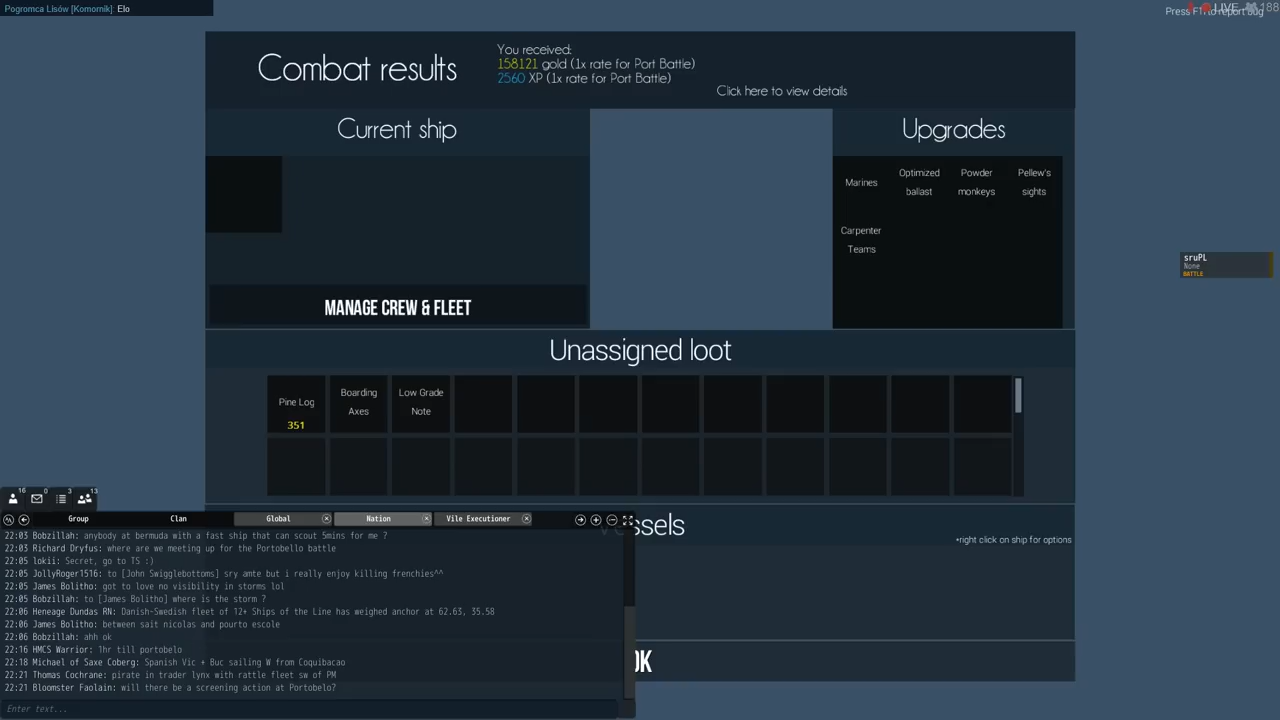 Pogromca Lisów [Komornik]: Elo
LIVE 188
Combat results
You received:
158121 gold (1x rate for Port Battle)
2560 XP (1x rate for Port Battle)
Click here to view details
Current ship
Upgrades
Marines
Optimized ballast
Powder monkeys
Pellew's sights
Carpenter Teams
MANAGE CREW & FLEET
sruPL
None
BATTLE
Unassigned loot
Pine Log
351
Boarding Axes
Low Grade Note
16 0 3 13
Group Clan Global Nation Vile Executioner
essels
*right click on ship for options
22:03 Bobzillah: anybody at bermuda with a fast ship that can scout 5mins for me ?
22:03 Richard Dryfus: where are we meeting up for the Portobello battle
22:05 lokii: Secret, go to TS :)
22:05 JollyRoger1516: to [John Swigglebottoms] sry amte but i really enjoy killing frenchies^^
22:05 James Bolitho: got to love no visibility in storms lol
22:05 Bobzillah: to [James Bolitho] where is the storm ?
22:06 Heneage Dundas RN: Danish-Swedish fleet of 12+ Ships of the Line has weighed anchor at 62.63, 35.58
22:06 James Bolitho: between sait nicolas and pourto escole
22:06 Bobzillah: ahh ok
22:16 HMCS Warrior: 1hr till portobelo
22:18 Michael of Saxe Coberg: Spanish Vic + Buc sailing W from Coquibacao
22:21 Thomas Cochrane: pirate in trader lynx with rattle fleet sw of PM
22:21 Bloomster Faolain: will there be a screening action at Portobelo?
OK
Enter text...